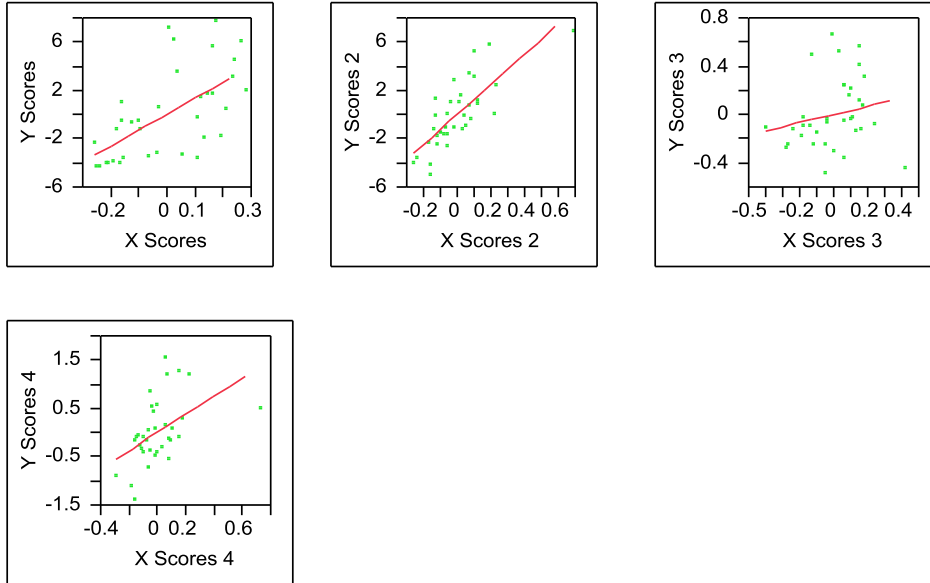 Y Scores
6
2
-2
-6
-0.2 0 0.1 0.3
X Scores
Y Scores 2
6
2
-2
-6
-0.2 0 0.2 0.4 0.6
X Scores 2
Y Scores 3
0.8
0.4
0
-0.4
-0.5 -0.2 0 0.2 0.4
X Scores 3
Y Scores 4
1.5
0.5
-0.5
-1.5
-0.4 0 0.2 0.6
X Scores 4